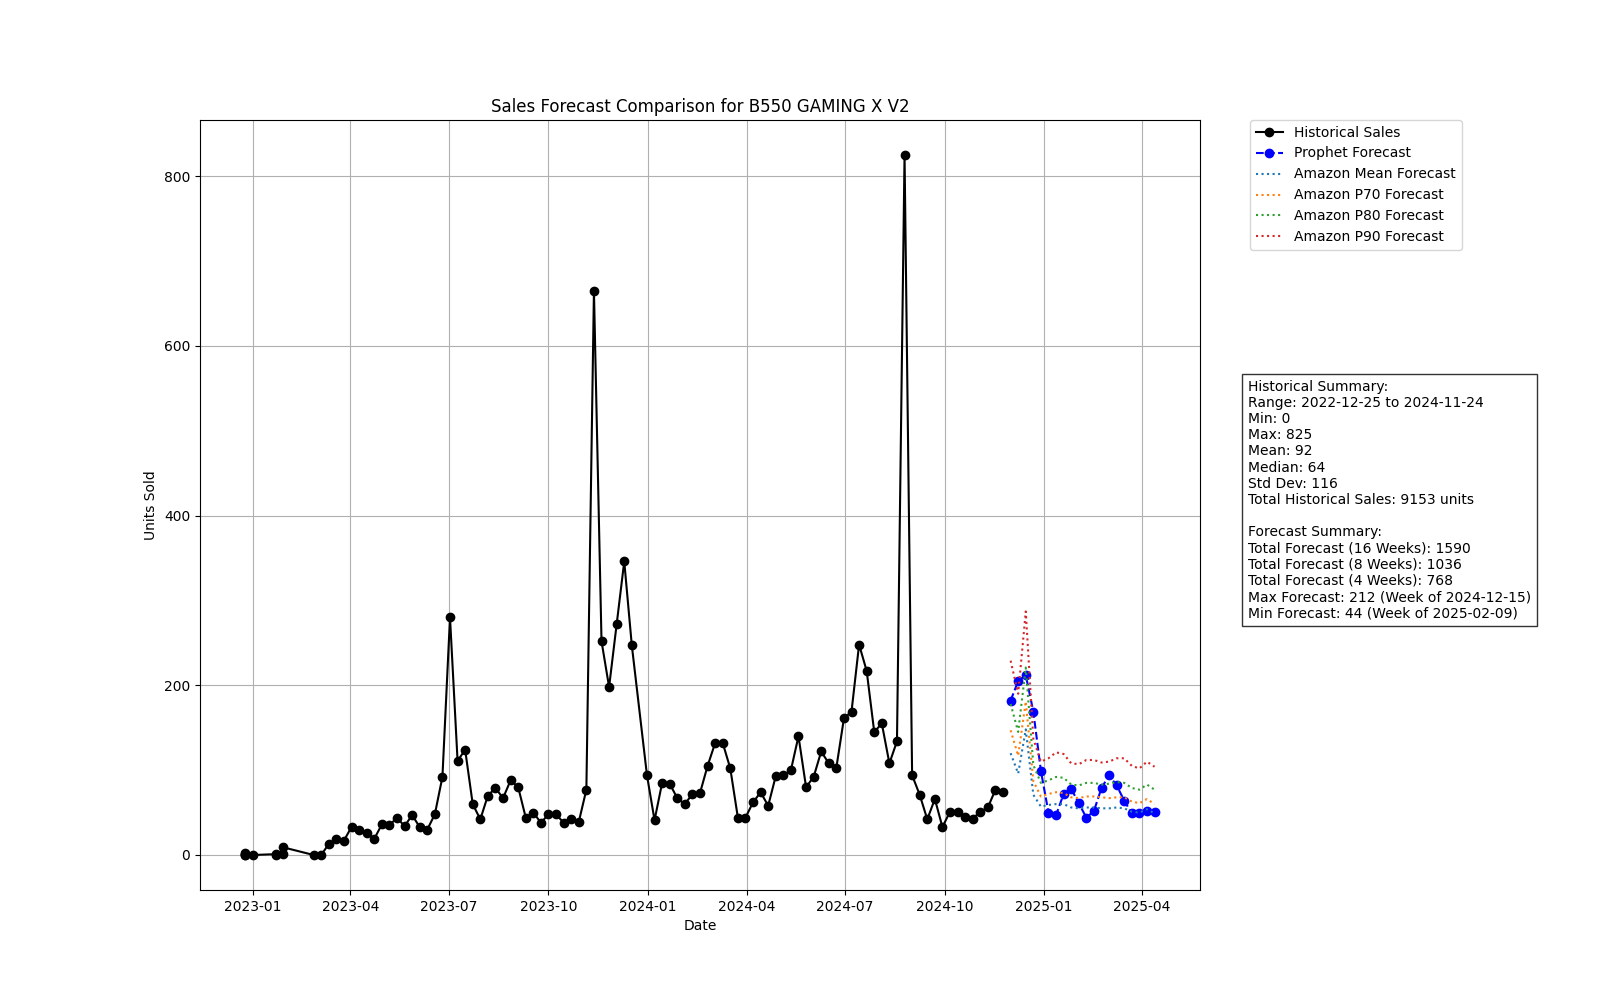 Sales Forecast Comparison for B550 GAMING X V2
Historical Sales
Prophet Forecast
Amazon Mean Forecast
Amazon P70 Forecast
Amazon P80 Forecast
Amazon P90 Forecast
800
600
400
200
0
Units Sold
2023-01 2023-04 2023-07 2023-10 2024-01 2024-04 2024-07 2024-10 2025-01 2025-04
Date
Historical Summary:
Range: 2022-12-25 to 2024-11-24
Min: 0
Max: 825
Mean: 92
Median: 64
Std Dev: 116
Total Historical Sales: 9153 units
Forecast Summary:
Total Forecast (16 Weeks): 1590
Total Forecast (8 Weeks): 1036
Total Forecast (4 Weeks): 768
Max Forecast: 212 (Week of 2024-12-15)
Min Forecast: 44 (Week of 2025-02-09)